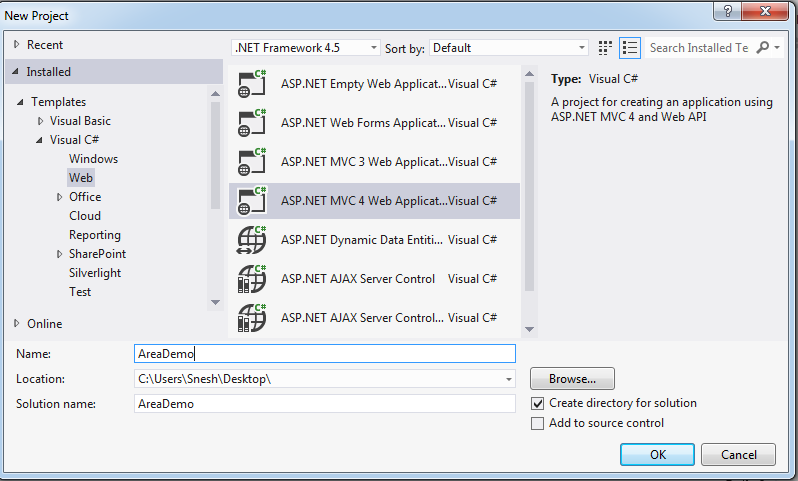 New Project
Recent
.NET Framework 4.5 Sort by: Default Search Installed Te
Installed
Templates
Visual Basic
Visual C#
Windows
Web
Office
Cloud
Reporting
SharePoint
Silverlight
Test
Online
C# ASP.NET Empty Web Applicat...Visual C#
C# ASP.NET Web Forms Applicat...Visual C#
C# ASP.NET MVC 3 Web Applicat...Visual C#
C# ASP.NET MVC 4 Web Applicat...Visual C#
C# ASP.NET Dynamic Data Entiti...Visual C#
C# ASP.NET AJAX Server Control Visual C#
C# ASP.NET AJAX Server Control...Visual C#
Type: Visual C#
A project for creating an application using
ASP.NET MVC 4 and Web API
Name: AreaDemo
Location: C:\Users\Snesh\Desktop\ Browse...
Solution name: AreaDemo
Create directory for solution
Add to source control
OK Cancel